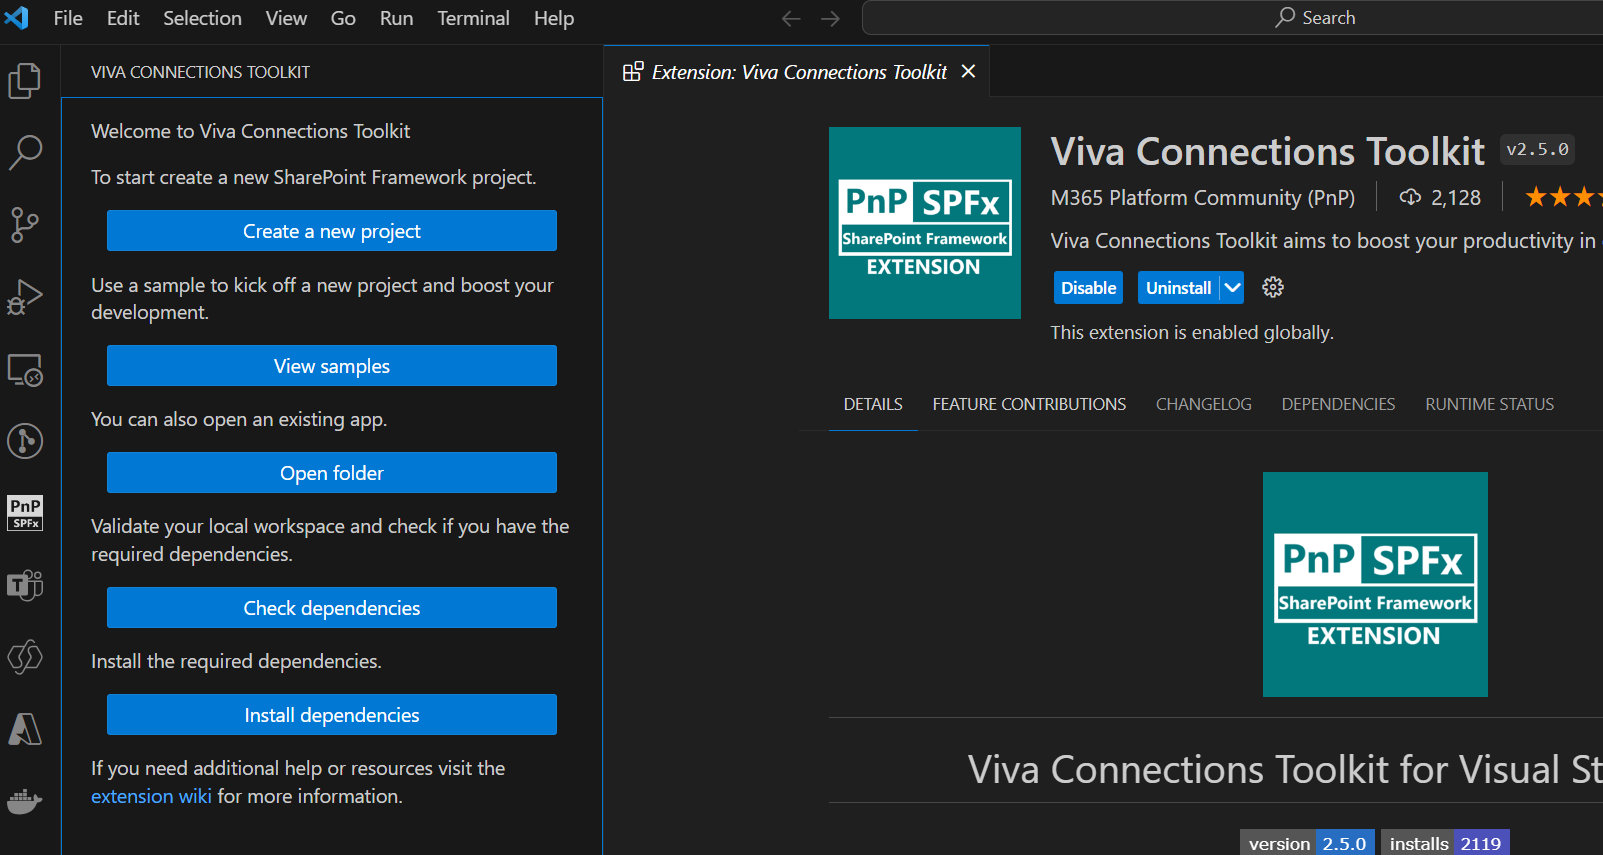 File Edit Selection View Go Run Terminal Help
Search
VIVA CONNECTIONS TOOLKIT
Welcome to Viva Connections Toolkit
To start create a new SharePoint Framework project.
Create a new project
Use a sample to kick off a new project and boost your
development.
View samples
You can also open an existing app.
Open folder
Validate your local workspace and check if you have the
required dependencies.
Check dependencies
Install the required dependencies.
Install dependencies
If you need additional help or resources visit the
extension wiki for more information.
PnP
SPFx
T
Extension: Viva Connections Toolkit
PnP SPFx
SharePoint Framework
EXTENSION
Viva Connections Toolkit v2.5.0
M365 Platform Community (PnP) 2,128
Viva Connections Toolkit aims to boost your productivity in
Disable Uninstall
This extension is enabled globally.
DETAILS FEATURE CONTRIBUTIONS CHANGELOG DEPENDENCIES RUNTIME STATUS
PnP SPFx
SharePoint Framework
EXTENSION
Viva Connections Toolkit for Visual St
version 2.5.0 installs 2119